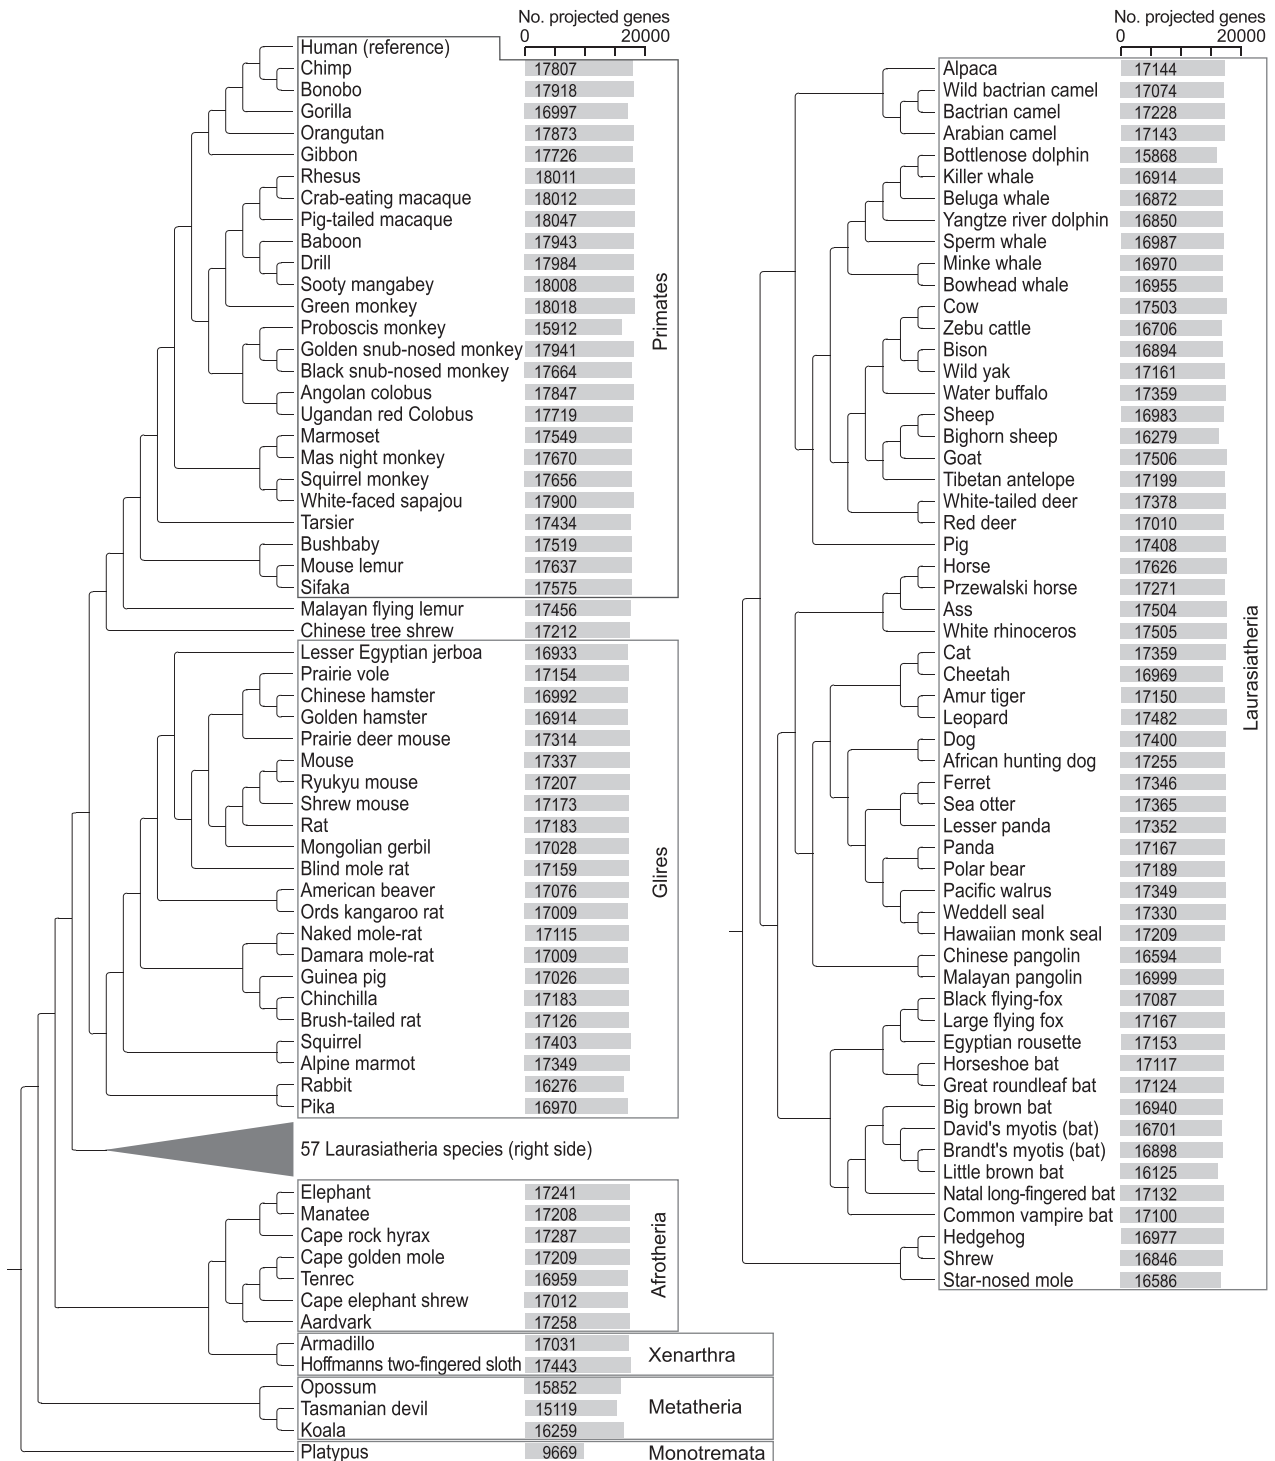 No. projected genes
0 20000
Human (reference)
Chimp 17807
Bonobo 17918
Gorilla 16997
Orangutan 17873
Gibbon 17726
Rhesus 18011
Crab-eating macaque 18012
Pig-tailed macaque 18047
Baboon 17943
Drill 17984
Sooty mangabey 18008
Green monkey 18018
Proboscis monkey 15912
Golden snub-nosed monkey 17941
Black snub-nosed monkey 17664
Angolan colobus 17847
Ugandan red Colobus 17719
Marmoset 17549
Mas night monkey 17670
Squirrel monkey 17656
White-faced sapajou 17900
Tarsier 17434
Bushbaby 17519
Mouse lemur 17637
Sifaka 17575
Primates
Malayan flying lemur 17456
Chinese tree shrew 17212
Lesser Egyptian jerboa 16933
Prairie vole 17154
Chinese hamster 16992
Golden hamster 16914
Prairie deer mouse 17314
Mouse 17337
Ryukyu mouse 17207
Shrew mouse 17173
Rat 17183
Mongolian gerbil 17028
Blind mole rat 17159
American beaver 17076
Ords kangaroo rat 17009
Naked mole-rat 17115
Damara mole-rat 17009
Guinea pig 17026
Chinchilla 17183
Brush-tailed rat 17126
Squirrel 17403
Alpine marmot 17349
Rabbit 16276
Pika 16970
Glires
57 Laurasiatheria species (right side)
Elephant 17241
Manatee 17208
Cape rock hyrax 17287
Cape golden mole 17209
Tenrec 16959
Cape elephant shrew 17012
Aardvark 17258
Afrotheria
Armadillo 17031
Hoffmanns two-fingered sloth 17443
Xenarthra
Opossum 15852
Tasmanian devil 15119
Koala 16259
Metatheria
Platypus 9669
Monotremata
No. projected genes
0 20000
Alpaca 17144
Wild bactrian camel 17074
Bactrian camel 17228
Arabian camel 17143
Bottlenose dolphin 15868
Killer whale 16914
Beluga whale 16872
Yangtze river dolphin 16850
Sperm whale 16987
Minke whale 16970
Bowhead whale 16955
Cow 17503
Zebu cattle 16706
Bison 16894
Wild yak 17161
Water buffalo 17359
Sheep 16983
Bighorn sheep 16279
Goat 17506
Tibetan antelope 17199
White-tailed deer 17378
Red deer 17010
Pig 17408
Horse 17626
Przewalski horse 17271
Ass 17504
White rhinoceros 17505
Cat 17359
Cheetah 16969
Amur tiger 17150
Leopard 17482
Dog 17400
African hunting dog 17255
Ferret 17346
Sea otter 17365
Lesser panda 17352
Panda 17167
Polar bear 17189
Pacific walrus 17349
Weddell seal 17330
Hawaiian monk seal 17209
Chinese pangolin 16594
Malayan pangolin 16999
Black flying-fox 17087
Large flying fox 17167
Egyptian rousette 17153
Horseshoe bat 17117
Great roundleaf bat 17124
Big brown bat 16940
David's myotis (bat) 16701
Brandt's myotis (bat) 16898
Little brown bat 16125
Natal long-fingered bat 17132
Common vampire bat 17100
Hedgehog 16977
Shrew 16846
Star-nosed mole 16586
Laurasiatheria